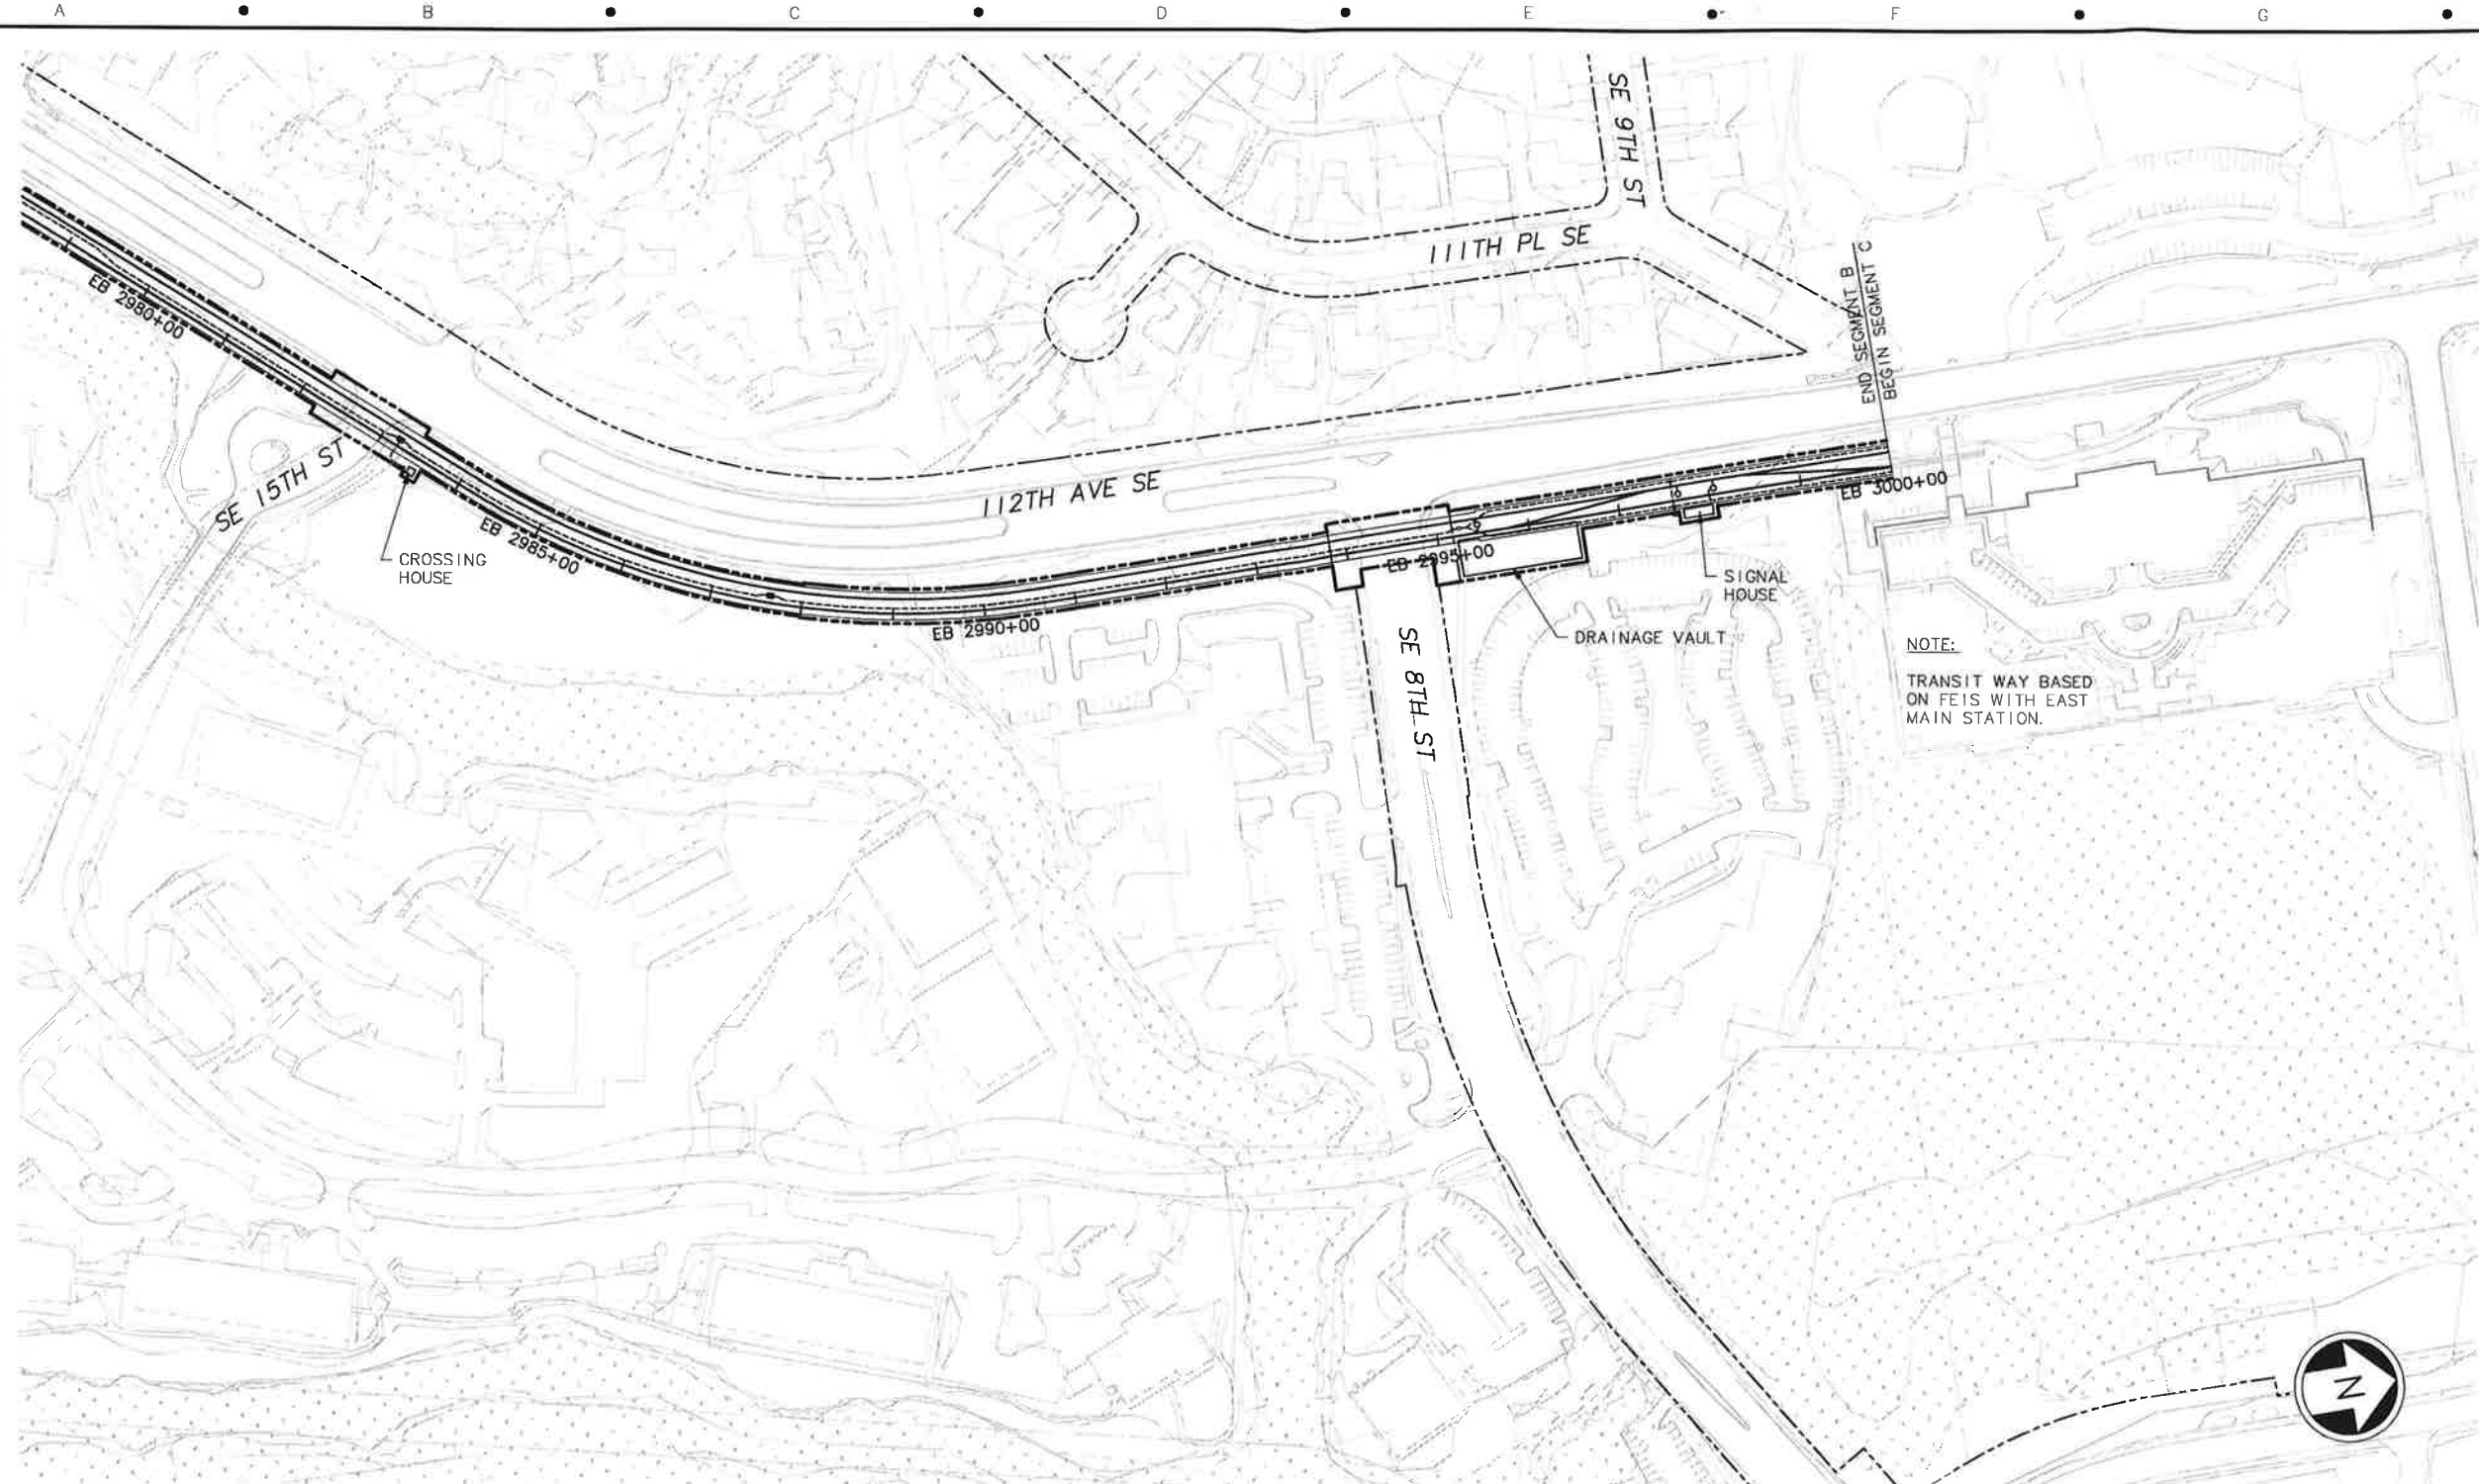 A B C D E F G
SE 9TH ST
111TH PL SE
END SEGMENT B
BEGIN SEGMENT C
EB 2980+00
SE 15TH ST
112TH AVE SE
EB 3000+00
EB 2985+00
CROSSING
HOUSE
EB 2995+00
SIGNAL
HOUSE
EB 2990+00
DRAINAGE VAULT
SE 8TH ST
NOTE:
TRANSIT WAY BASED
ON FEIS WITH EAST
MAIN STATION.
N